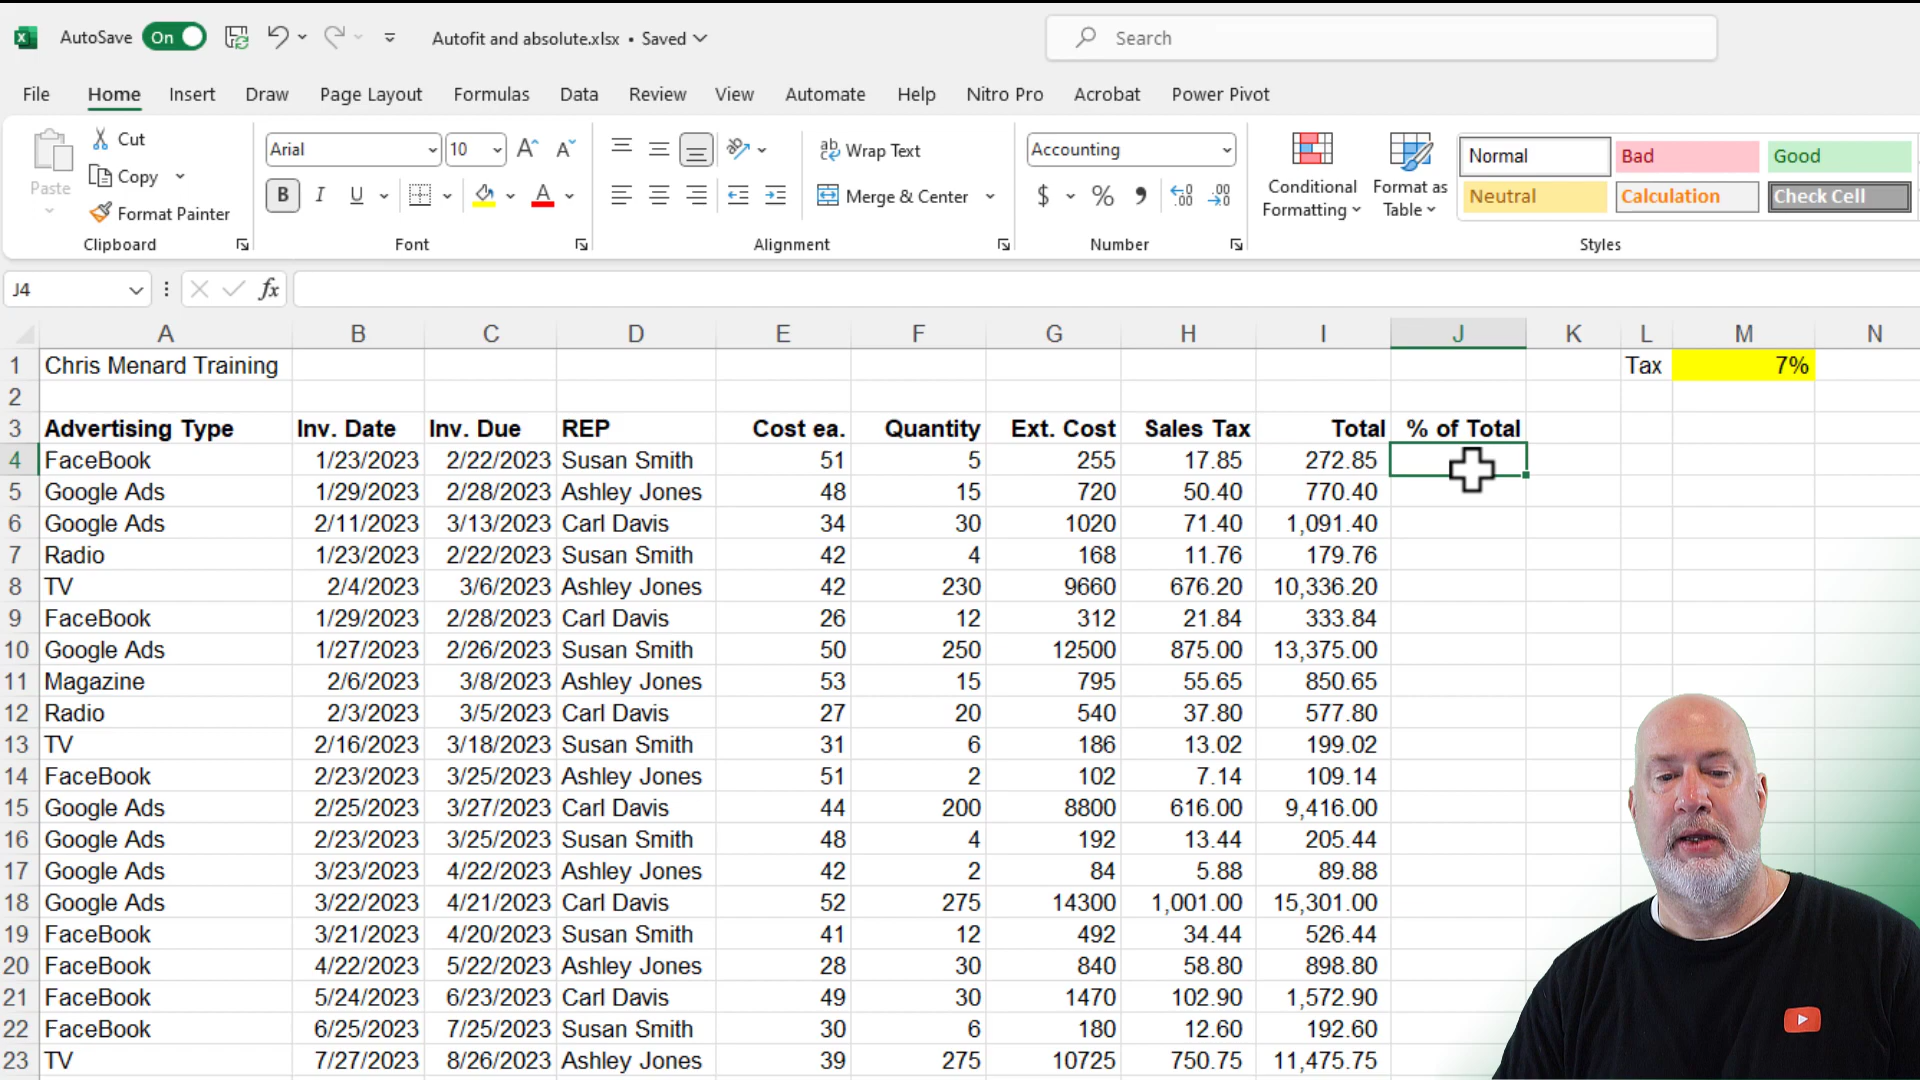 AutoSave On Autofit and absolute.xlsx • Saved Search
File Home Insert Draw Page Layout Formulas Data Review View Automate Help Nitro Pro Acrobat Power Pivot
Paste Cut Copy Format Painter Clipboard
Arial 10 B I U A Font
ab Wrap Text Merge & Center Alignment
Accounting $ % , Number
Conditional Formatting Format as Table
Normal Bad Good
Neutral Calculation Check Cell
Styles
J4 fx
A B C D E F G H I J K L M N
1 Chris Menard Training Tax 7%
2
3 Advertising Type Inv. Date Inv. Due REP Cost ea. Quantity Ext. Cost Sales Tax Total % of Total
4 FaceBook 1/23/2023 2/22/2023 Susan Smith 51 5 255 17.85 272.85
5 Google Ads 1/29/2023 2/28/2023 Ashley Jones 48 15 720 50.40 770.40
6 Google Ads 2/11/2023 3/13/2023 Carl Davis 34 30 1020 71.40 1,091.40
7 Radio 1/23/2023 2/22/2023 Susan Smith 42 4 168 11.76 179.76
8 TV 2/4/2023 3/6/2023 Ashley Jones 42 230 9660 676.20 10,336.20
9 FaceBook 1/29/2023 2/28/2023 Carl Davis 26 12 312 21.84 333.84
10 Google Ads 1/27/2023 2/26/2023 Susan Smith 50 250 12500 875.00 13,375.00
11 Magazine 2/6/2023 3/8/2023 Ashley Jones 53 15 795 55.65 850.65
12 Radio 2/3/2023 3/5/2023 Carl Davis 27 20 540 37.80 577.80
13 TV 2/16/2023 3/18/2023 Susan Smith 31 6 186 13.02 199.02
14 FaceBook 2/23/2023 3/25/2023 Ashley Jones 51 2 102 7.14 109.14
15 Google Ads 2/25/2023 3/27/2023 Carl Davis 44 200 8800 616.00 9,416.00
16 Google Ads 2/23/2023 3/25/2023 Susan Smith 48 4 192 13.44 205.44
17 Google Ads 3/23/2023 4/22/2023 Ashley Jones 42 2 84 5.88 89.88
18 Google Ads 3/22/2023 4/21/2023 Carl Davis 52 275 14300 1,001.00 15,301.00
19 FaceBook 3/21/2023 4/20/2023 Susan Smith 41 12 492 34.44 526.44
20 FaceBook 4/22/2023 5/22/2023 Ashley Jones 28 30 840 58.80 898.80
21 FaceBook 5/24/2023 6/23/2023 Carl Davis 49 30 1470 102.90 1,572.90
22 FaceBook 6/25/2023 7/25/2023 Susan Smith 30 6 180 12.60 192.60
23 TV 7/27/2023 8/26/2023 Ashley Jones 39 275 10725 750.75 11,475.75